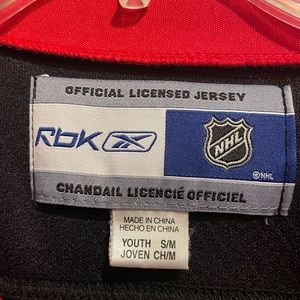 OFFICIAL LICENSED JERSEY
Rbk NHL
©NHL
CHANDAIL LICENCIÉ OFFICIEL
MADE IN CHINA
HECHO EN CHINA
YOUTH S/M
JOVEN CH/M